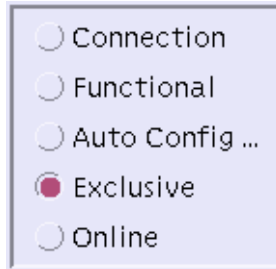 Connection
Functional
Auto Config ...
Exclusive
Online